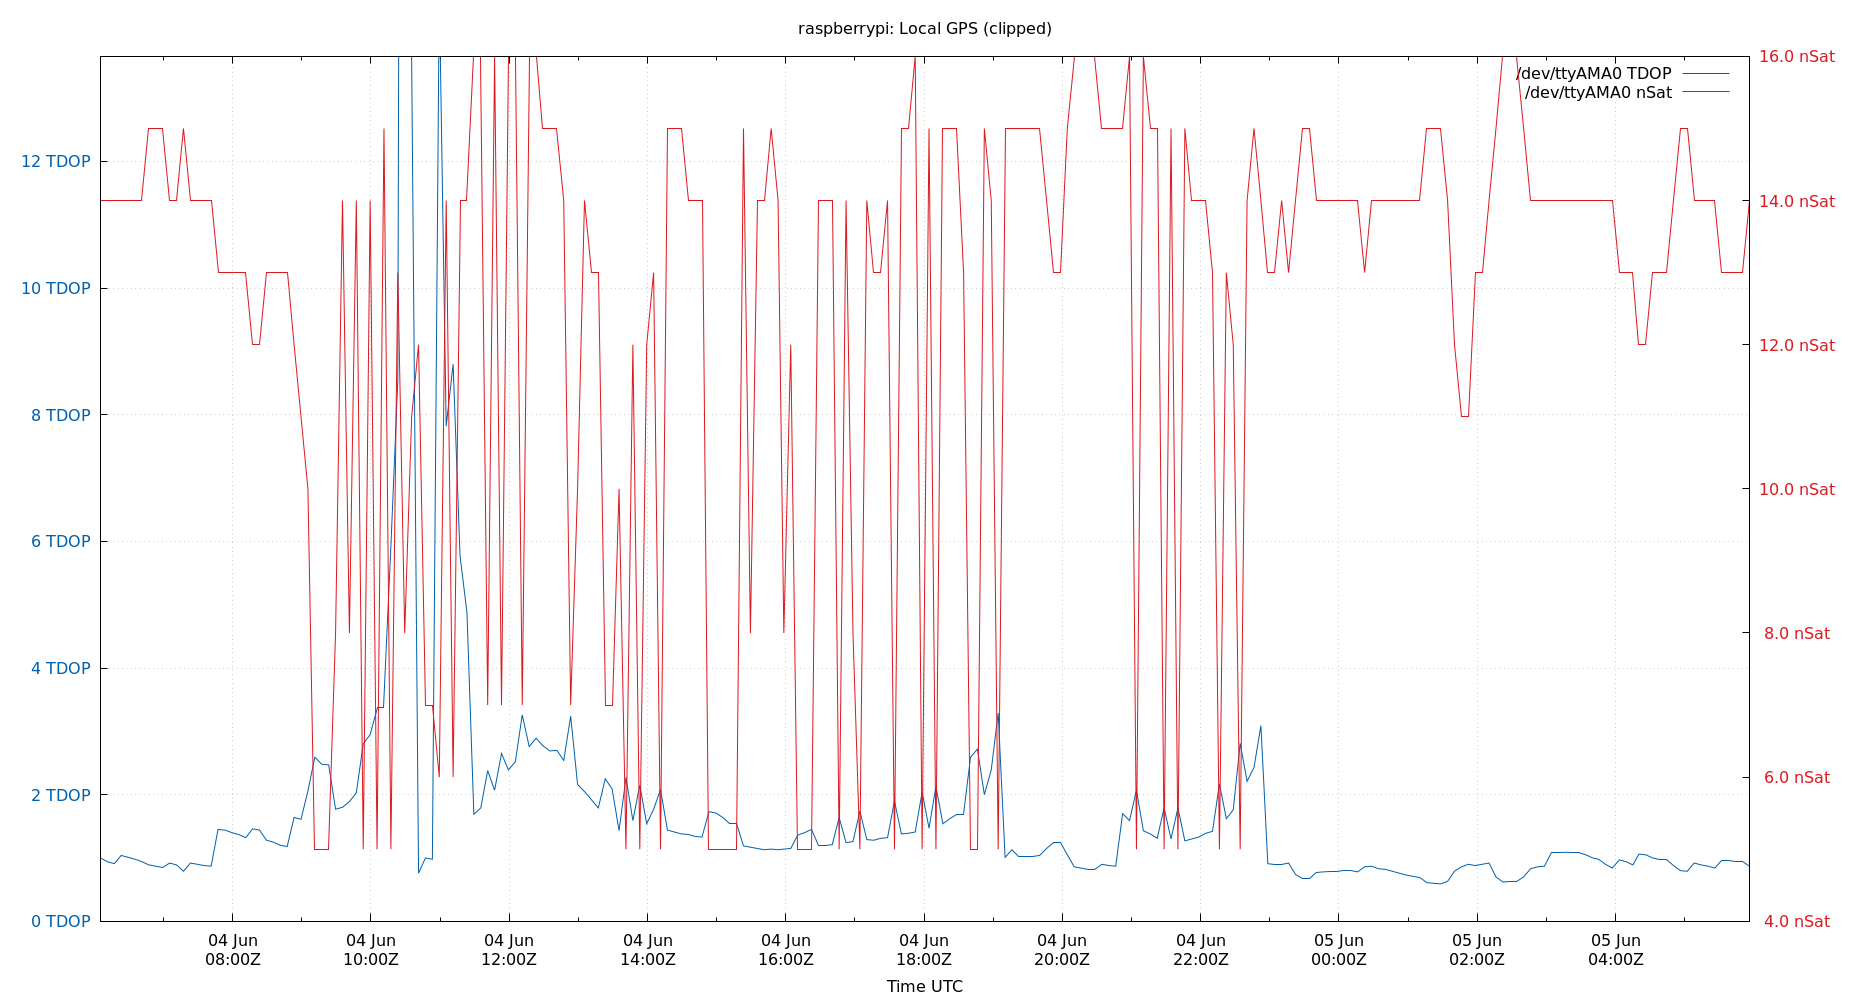 raspberrypi: Local GPS (clipped)
/dev/ttyAMA0 TDOP
/dev/ttyAMA0 nSat
12 TDOP
10 TDOP
8 TDOP
6 TDOP
4 TDOP
2 TDOP
0 TDOP
16.0 nSat
14.0 nSat
12.0 nSat
10.0 nSat
8.0 nSat
6.0 nSat
4.0 nSat
04 Jun
08:00Z
04 Jun
10:00Z
04 Jun
12:00Z
04 Jun
14:00Z
04 Jun
16:00Z
04 Jun
18:00Z
04 Jun
20:00Z
04 Jun
22:00Z
05 Jun
00:00Z
05 Jun
02:00Z
05 Jun
04:00Z
Time UTC